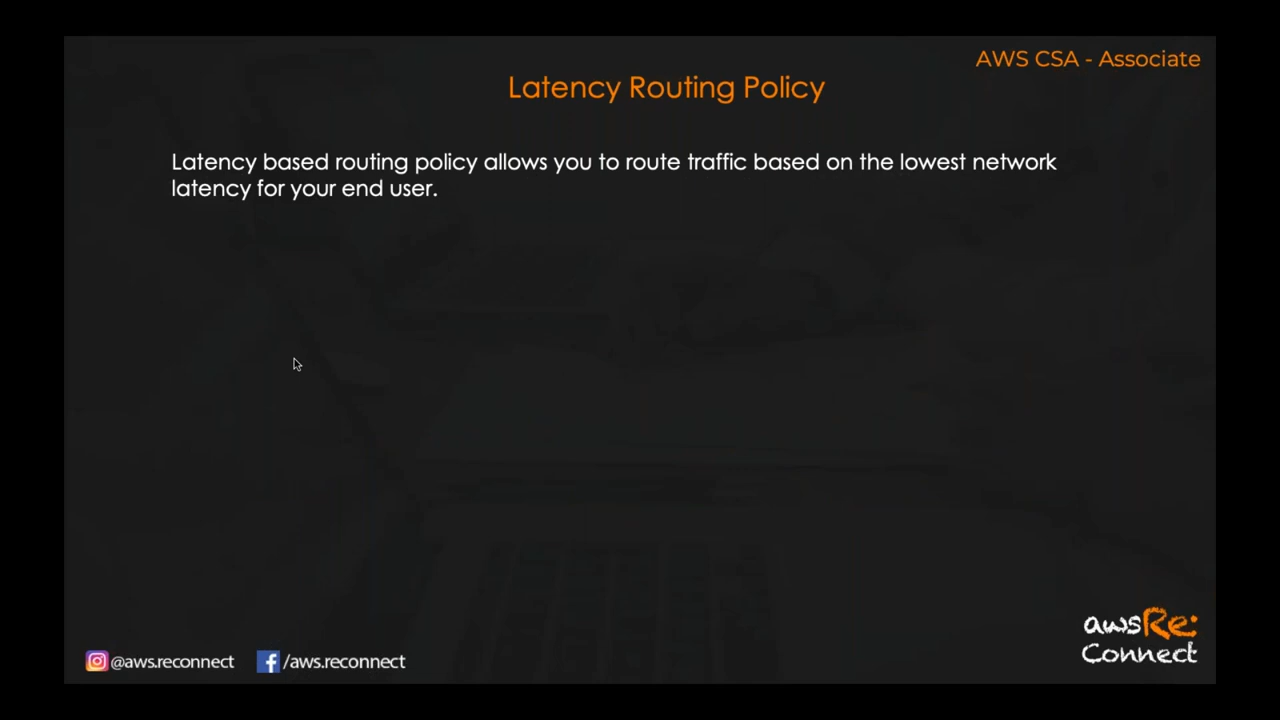 AWS CSA - Associate
Latency Routing Policy
Latency based routing policy allows you to route traffic based on the lowest network
latency for your end user.
awsRe:
Connect
@aws.reconnect
/aws.reconnect